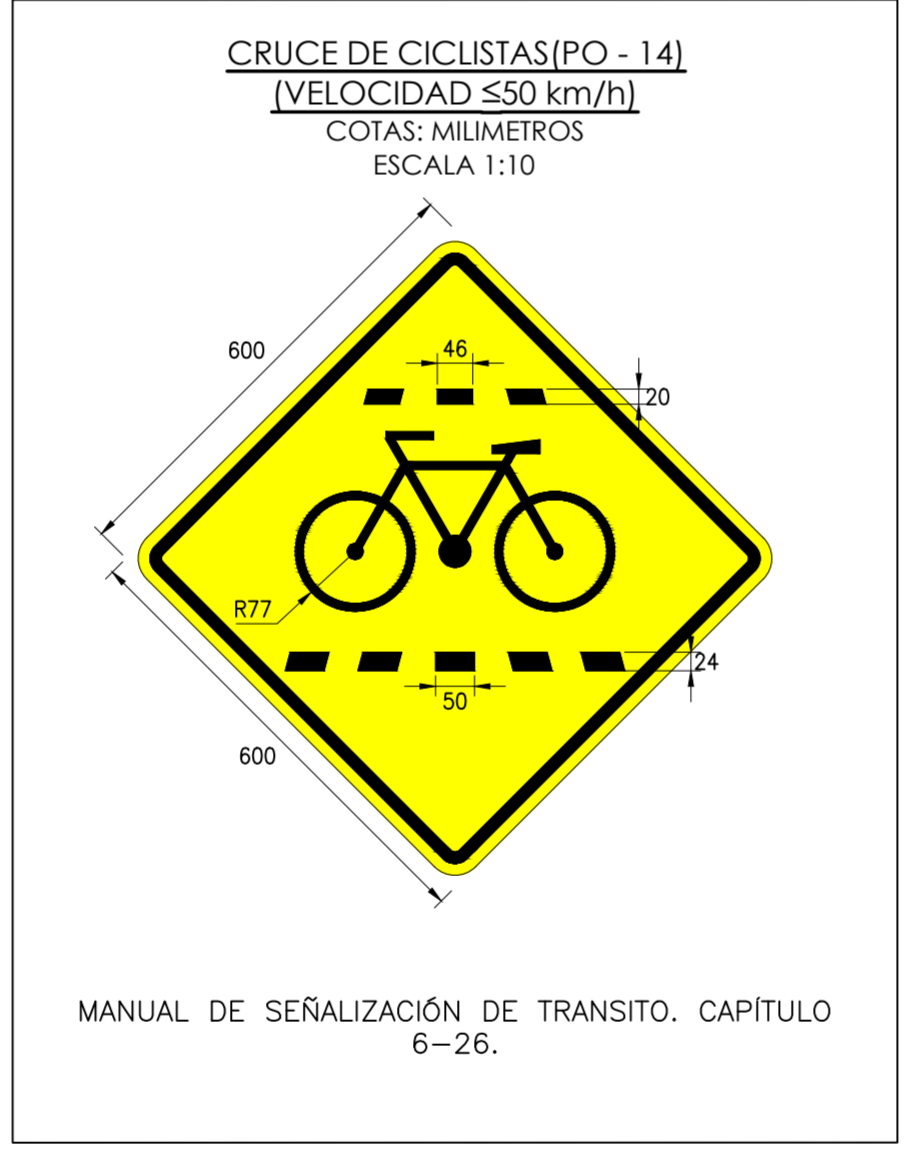 CRUCE DE CICLISTAS(PO - 14)
(VELOCIDAD ≤50 km/h)
COTAS: MILIMETROS
ESCALA 1:10
600
46
20
R77
24
50
600
MANUAL DE SEÑALIZACIÓN DE TRANSITO. CAPÍTULO
6-26.